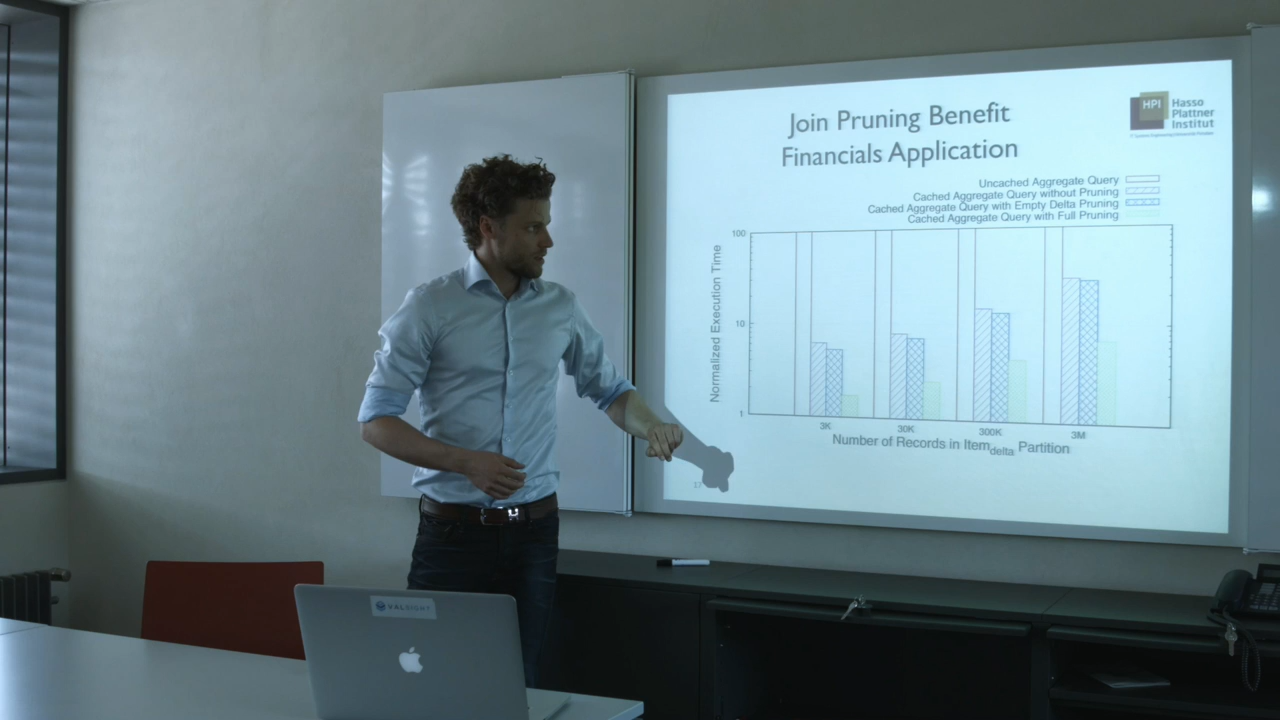 Join Pruning Benefit
Financials Application
HPI
Hasso
Plattner
Institut
Uncached Aggregate Query
Cached Aggregate Query without Pruning
Cached Aggregate Query with Empty Delta Pruning
Cached Aggregate Query with Full Pruning
Normalized Execution Time
100
10
1
3K
30K
300K
3M
Number of Records in Itemdelta Partition
17
VALSIGHT